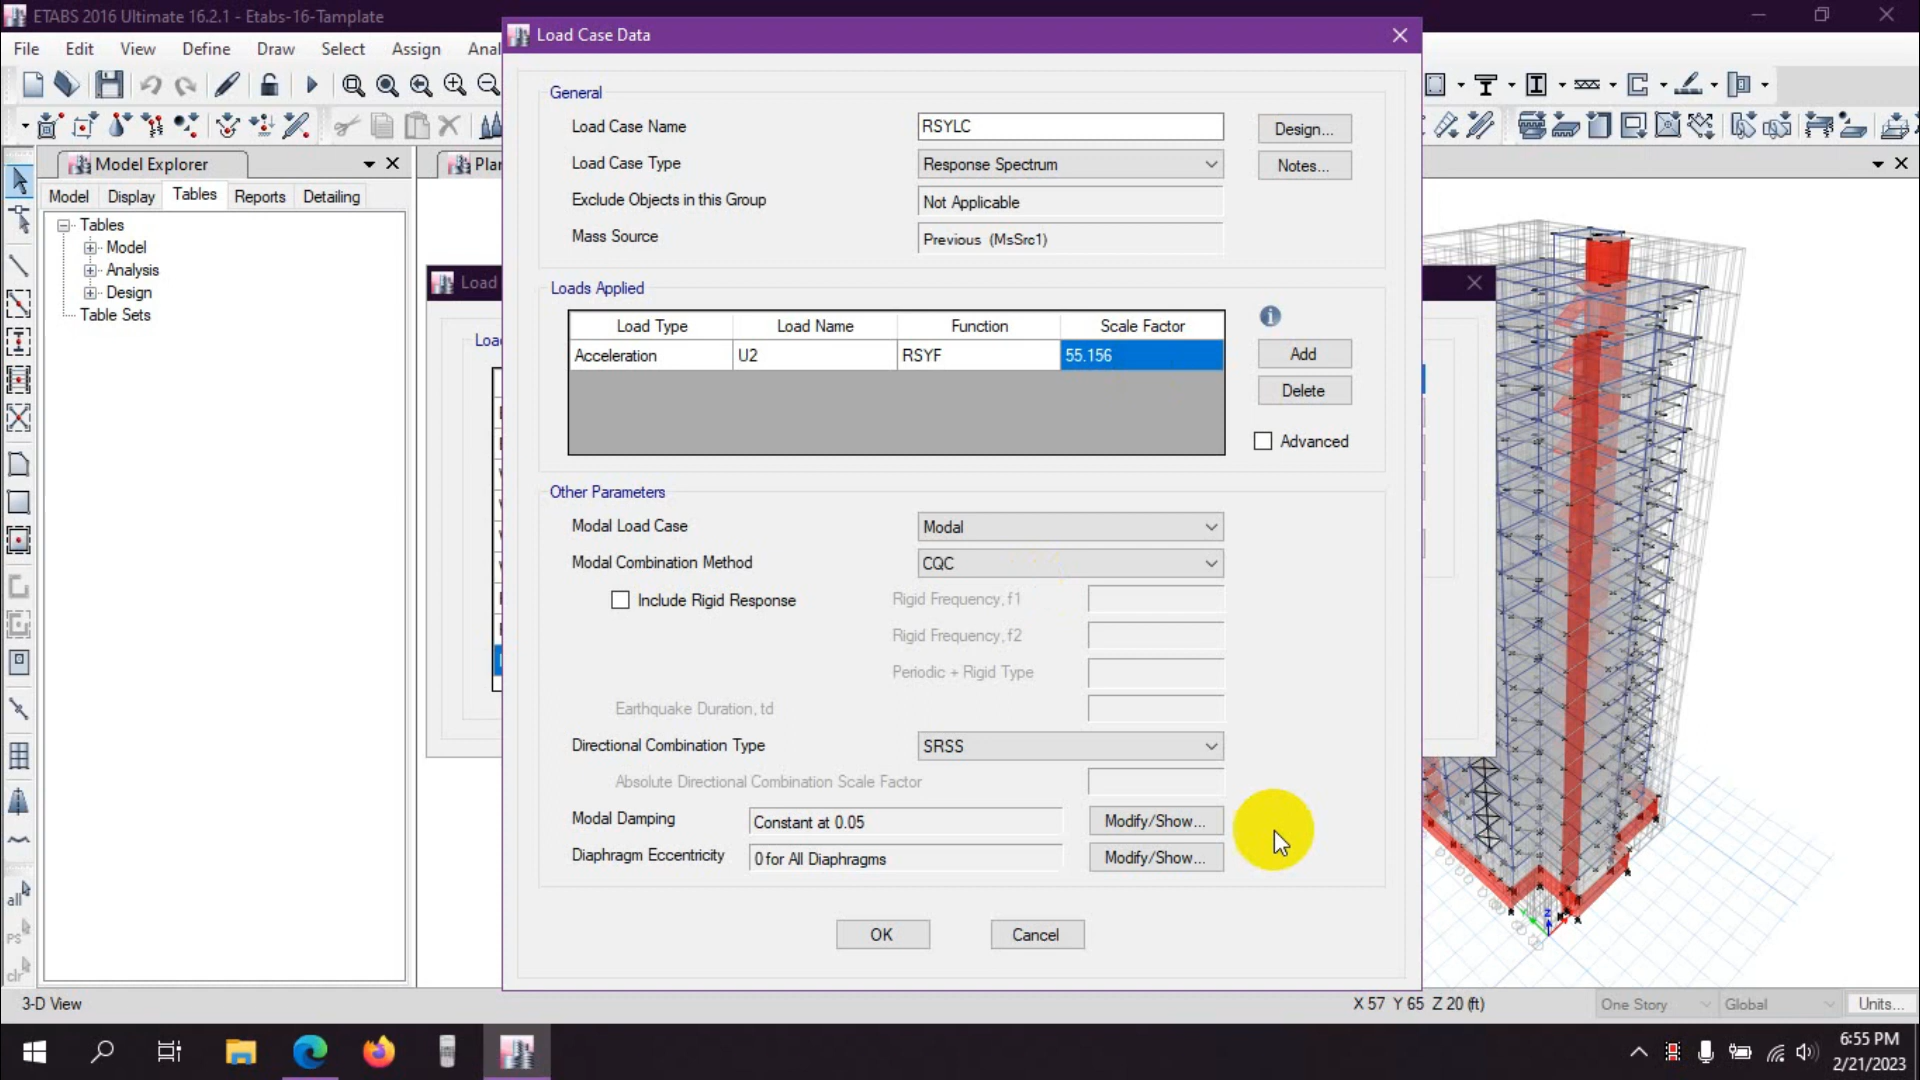 ETABS 2016 Ultimate 16.2.1 - Etabs-16-Tamplate
File Edit View Define Draw Select Assign Anal
Model Explorer
Plan
Model Display Tables Reports Detailing
Tables
Model
Analysis
Design
Table Sets
Load
Load Case Data
General
Load Case Name RSYLC Design...
Load Case Type Response Spectrum Notes...
Exclude Objects in this Group Not Applicable
Mass Source Previous (MsSrc1)
Loads Applied
Load Type Load Name Function Scale Factor
Acceleration U2 RSYF 55.156
Add
Delete
Advanced
Other Parameters
Modal Load Case Modal
Modal Combination Method CQC
Include Rigid Response Rigid Frequency, f1
Rigid Frequency, f2
Periodic + Rigid Type
Earthquake Duration, td
Directional Combination Type SRSS
Absolute Directional Combination Scale Factor
Modal Damping Constant at 0.05 Modify/Show...
Diaphragm Eccentricity 0 for All Diaphragms Modify/Show...
OK Cancel
all
ps
clr
3-D View X 57 Y 65 Z 20 (ft) One Story Global Units...
6:55 PM
2/21/2023